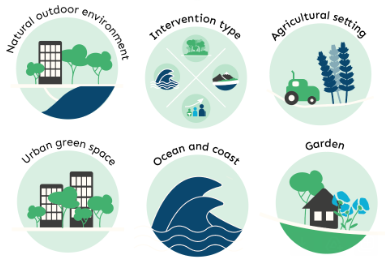 Natural outdoor environment
Intervention type
Agricultural setting
Urban green space
Ocean and coast
Garden